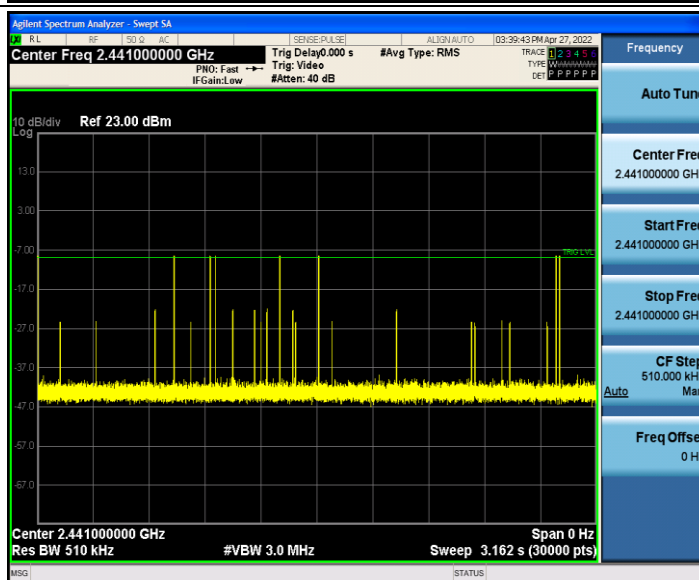 Agilent Spectrum Analyzer - Swept SA
RL RF 50 Ω AC SENSE:PULSE ALIGN AUTO 03:39:43 PM Apr 27, 2022
Center Freq 2.441000000 GHz
PNO: Fast
IFGain:Low
Trig Delay0.000 s
Trig: Video
#Atten: 40 dB
#Avg Type: RMS
TRACE 1 2 3 4 5 6
TYPE
DET P P P P P P
Frequency
Auto Tune
10 dB/div Ref 23.00 dBm
Log
13.0
3.00
-7.00
TRIG LVL
-17.0
-27.0
-37.0
-47.0
-57.0
-67.0
Center Fre
2.441000000 GH
Start Fre
2.441000000 GH
Stop Fre
2.441000000 GH
CF Step
510.000 kH
Auto Ma
Freq Offse
0 H
Center 2.441000000 GHz Span 0 Hz
Res BW 510 kHz #VBW 3.0 MHz Sweep 3.162 s (30000 pts)
MSG STATUS